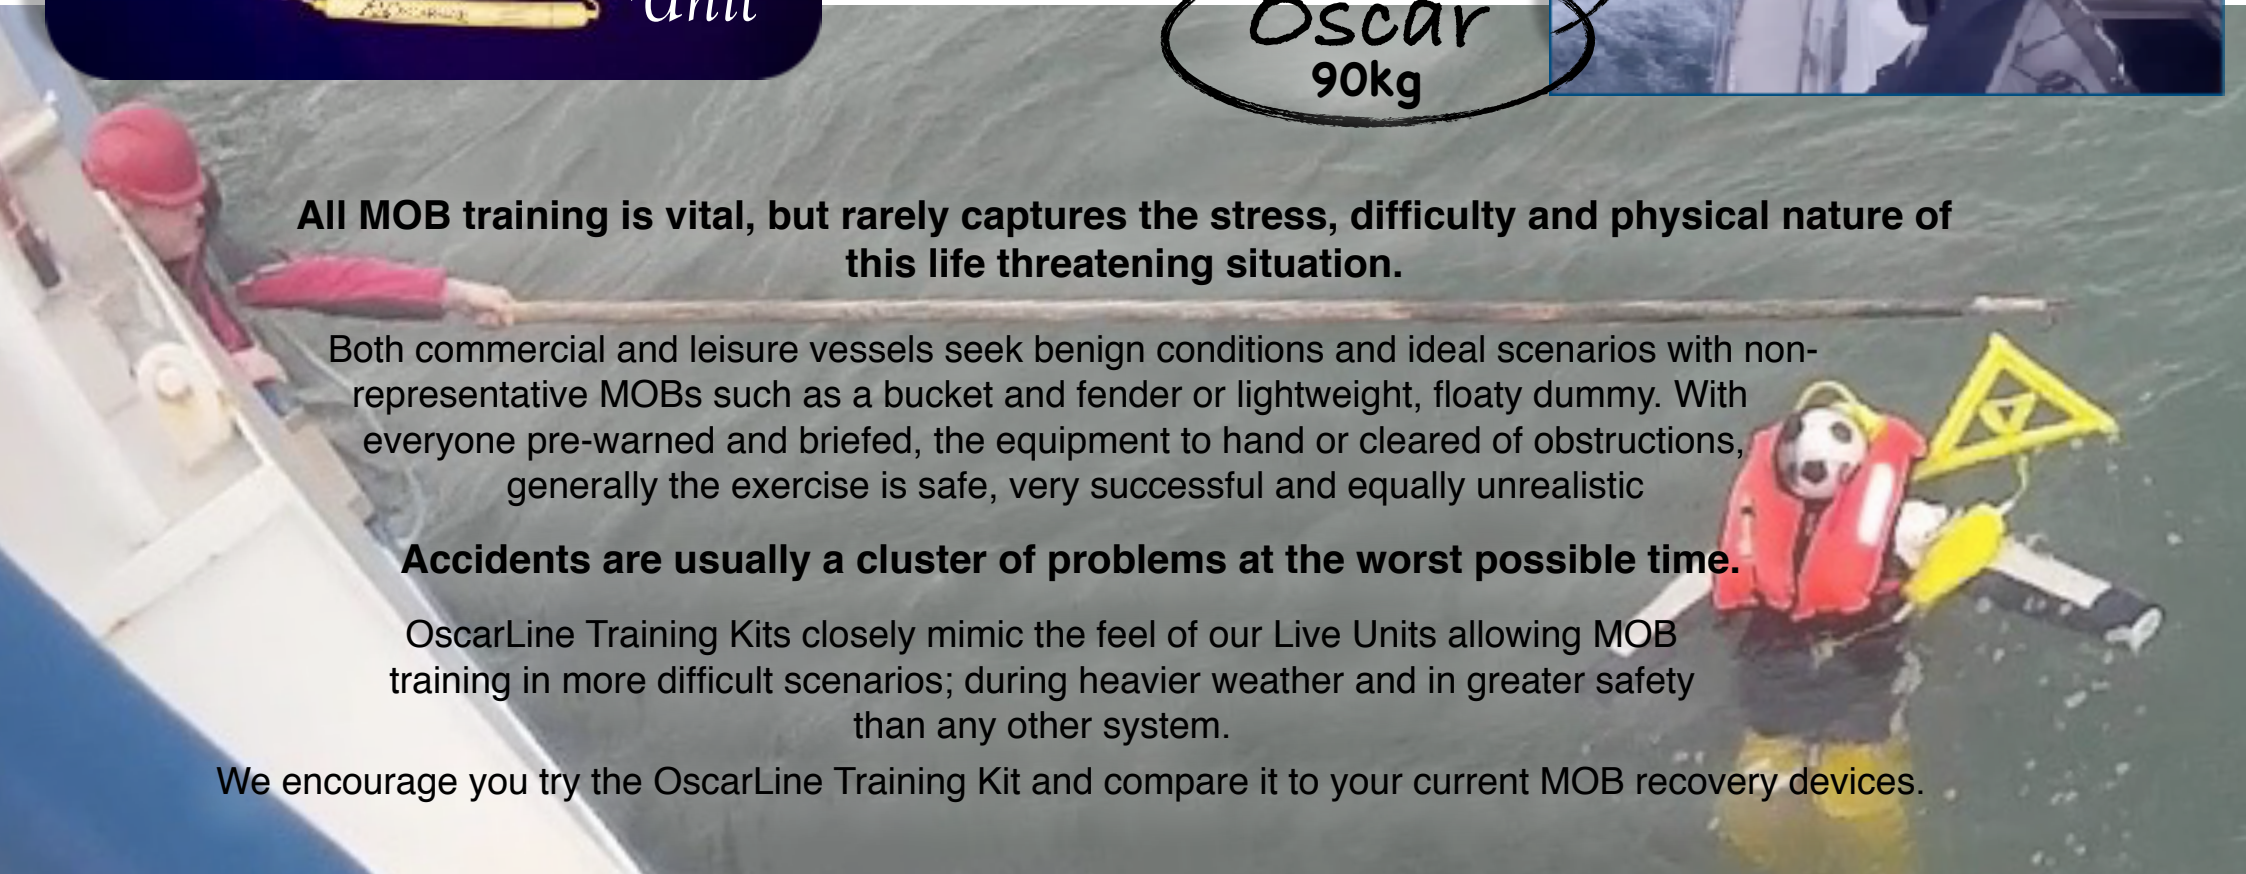 Unit
Oscar
90kg
All MOB training is vital, but rarely captures the stress, difficulty and physical nature of
this life threatening situation.
Both commercial and leisure vessels seek benign conditions and ideal scenarios with non-
representative MOBs such as a bucket and fender or lightweight, floaty dummy. With
everyone pre-warned and briefed, the equipment to hand or cleared of obstructions,
generally the exercise is safe, very successful and equally unrealistic
Accidents are usually a cluster of problems at the worst possible time.
OscarLine Training Kits closely mimic the feel of our Live Units allowing MOB
training in more difficult scenarios; during heavier weather and in greater safety
than any other system.
We encourage you try the OscarLine Training Kit and compare it to your current MOB recovery devices.